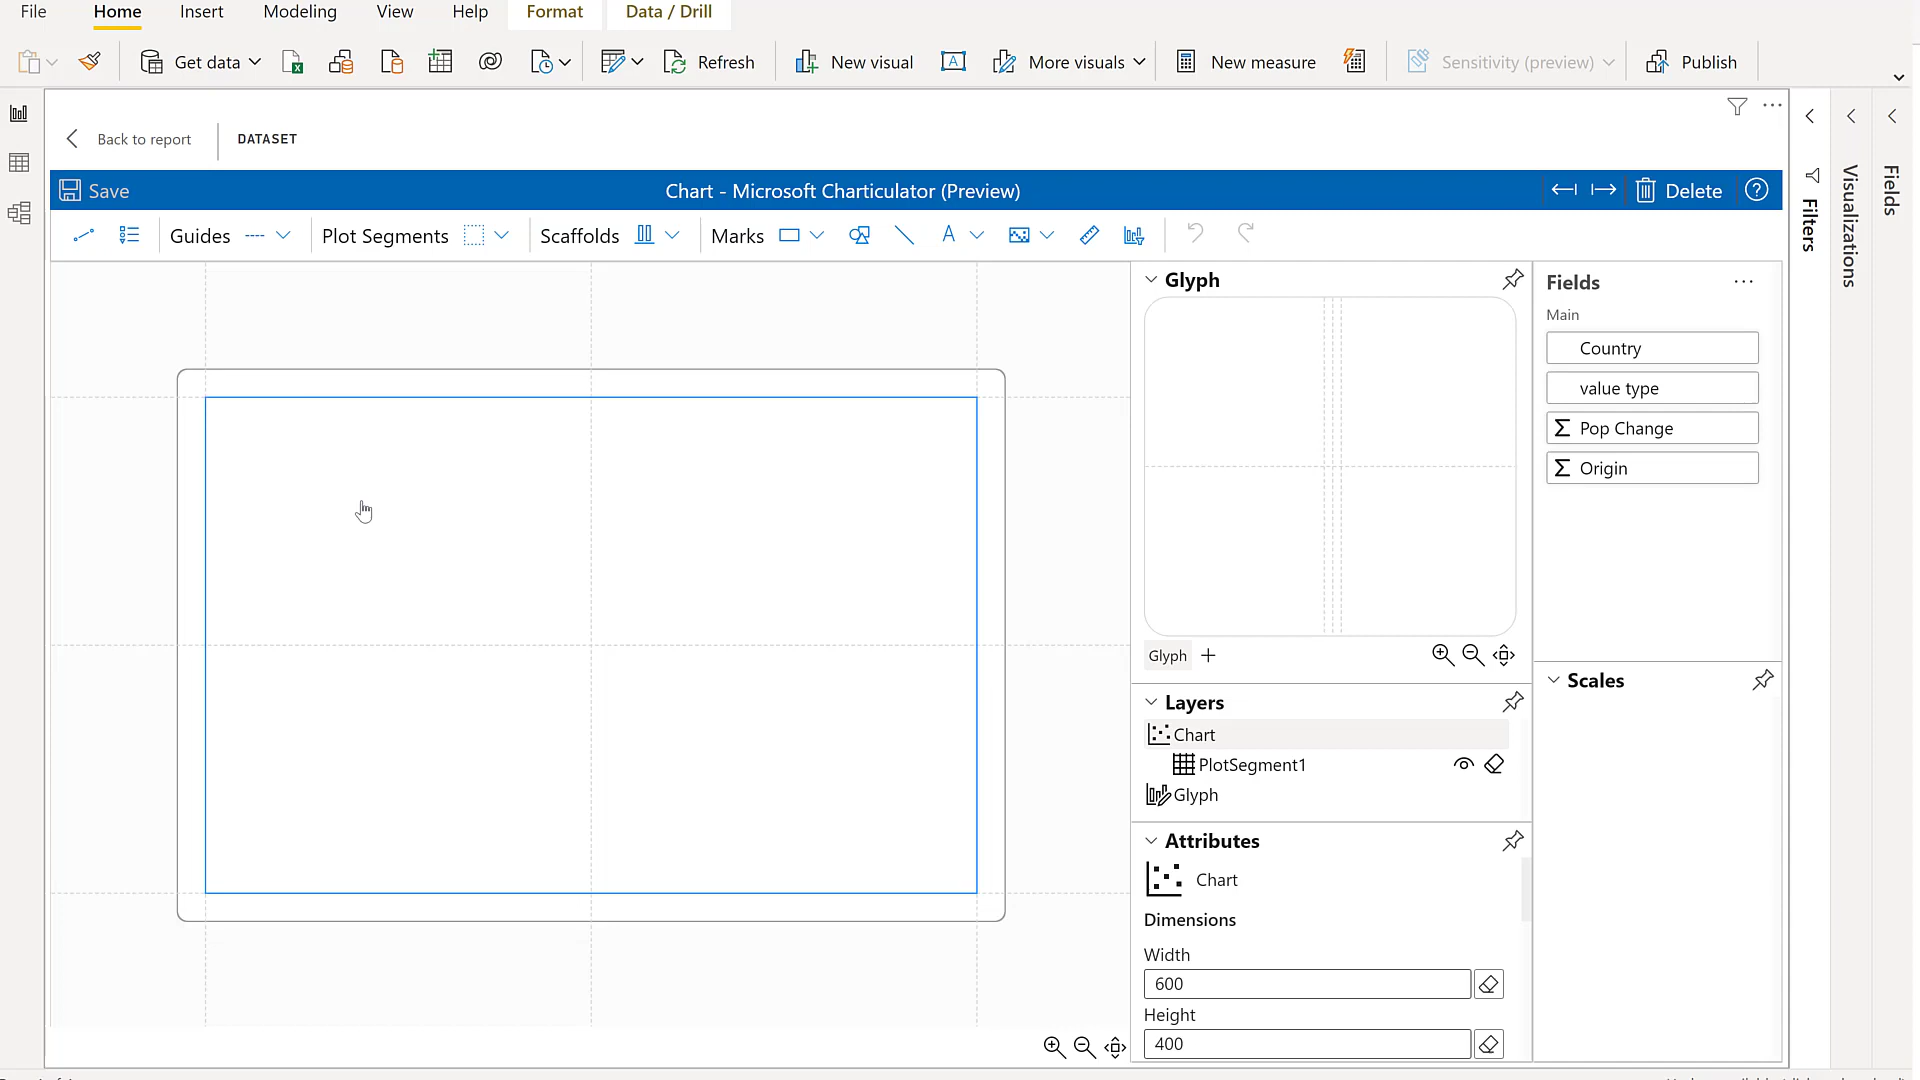 File Home Insert Modeling View Help Format Data / Drill
Get data Refresh New visual More visuals New measure Sensitivity (preview) Publish
Back to report DATASET
Save Chart - Microsoft Charticulator (Preview) Delete
Guides Plot Segments Scaffolds Marks
Glyph
Glyph
Layers
Chart
PlotSegment1
Glyph
Attributes
Chart
Dimensions
Width
600
Height
400
Fields
Main
Country
value type
Pop Change
Origin
Scales
Filters
Visualizations
Fields